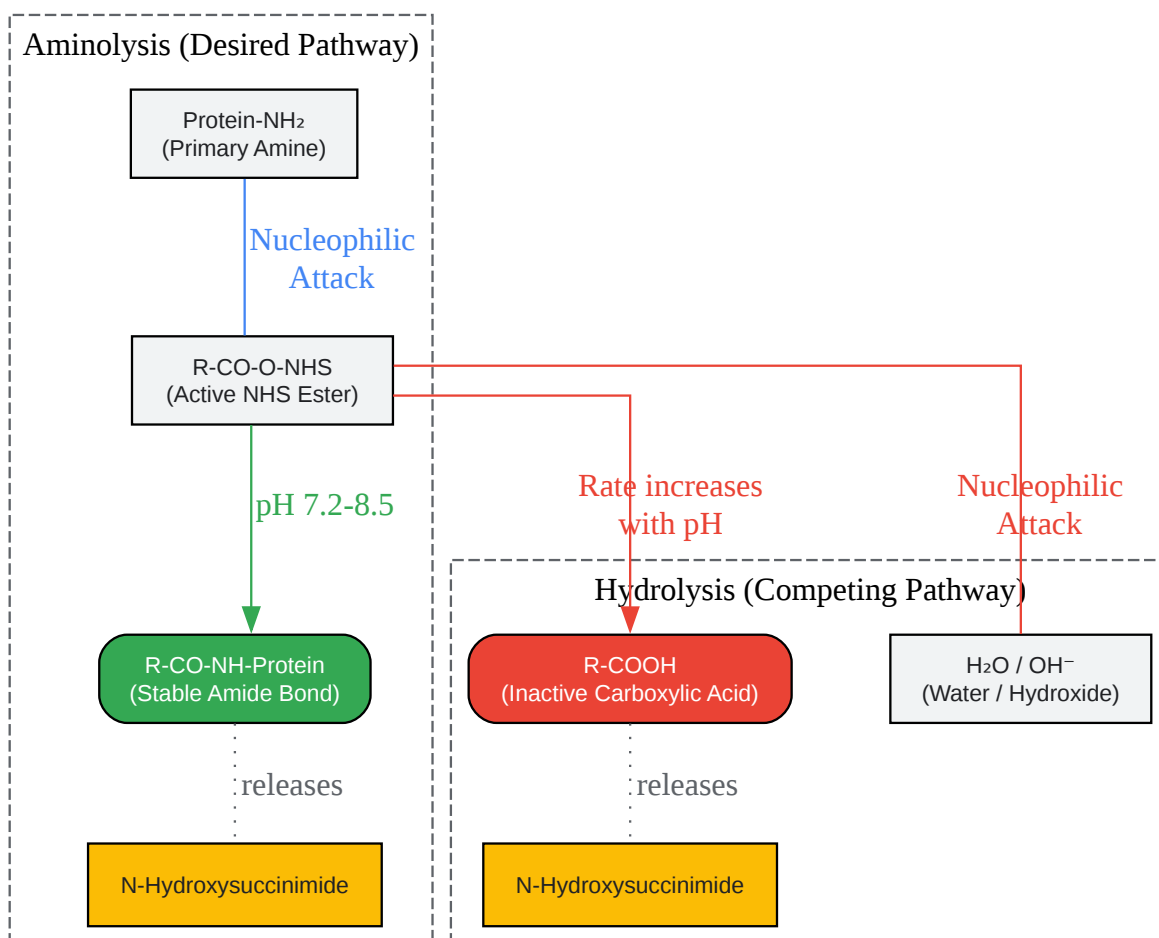 Aminolysis (Desired Pathway)
Protein-NH₂
(Primary Amine)
Nucleophilic
Attack
R-CO-O-NHS
(Active NHS Ester)
pH 7.2-8.5
Rate increases
with pH
Nucleophilic
Attack
Hydrolysis (Competing Pathway)
R-CO-NH-Protein
(Stable Amide Bond)
R-COOH
(Inactive Carboxylic Acid)
H₂O / OH⁻
(Water / Hydroxide)
releases
releases
N-Hydroxysuccinimide
N-Hydroxysuccinimide